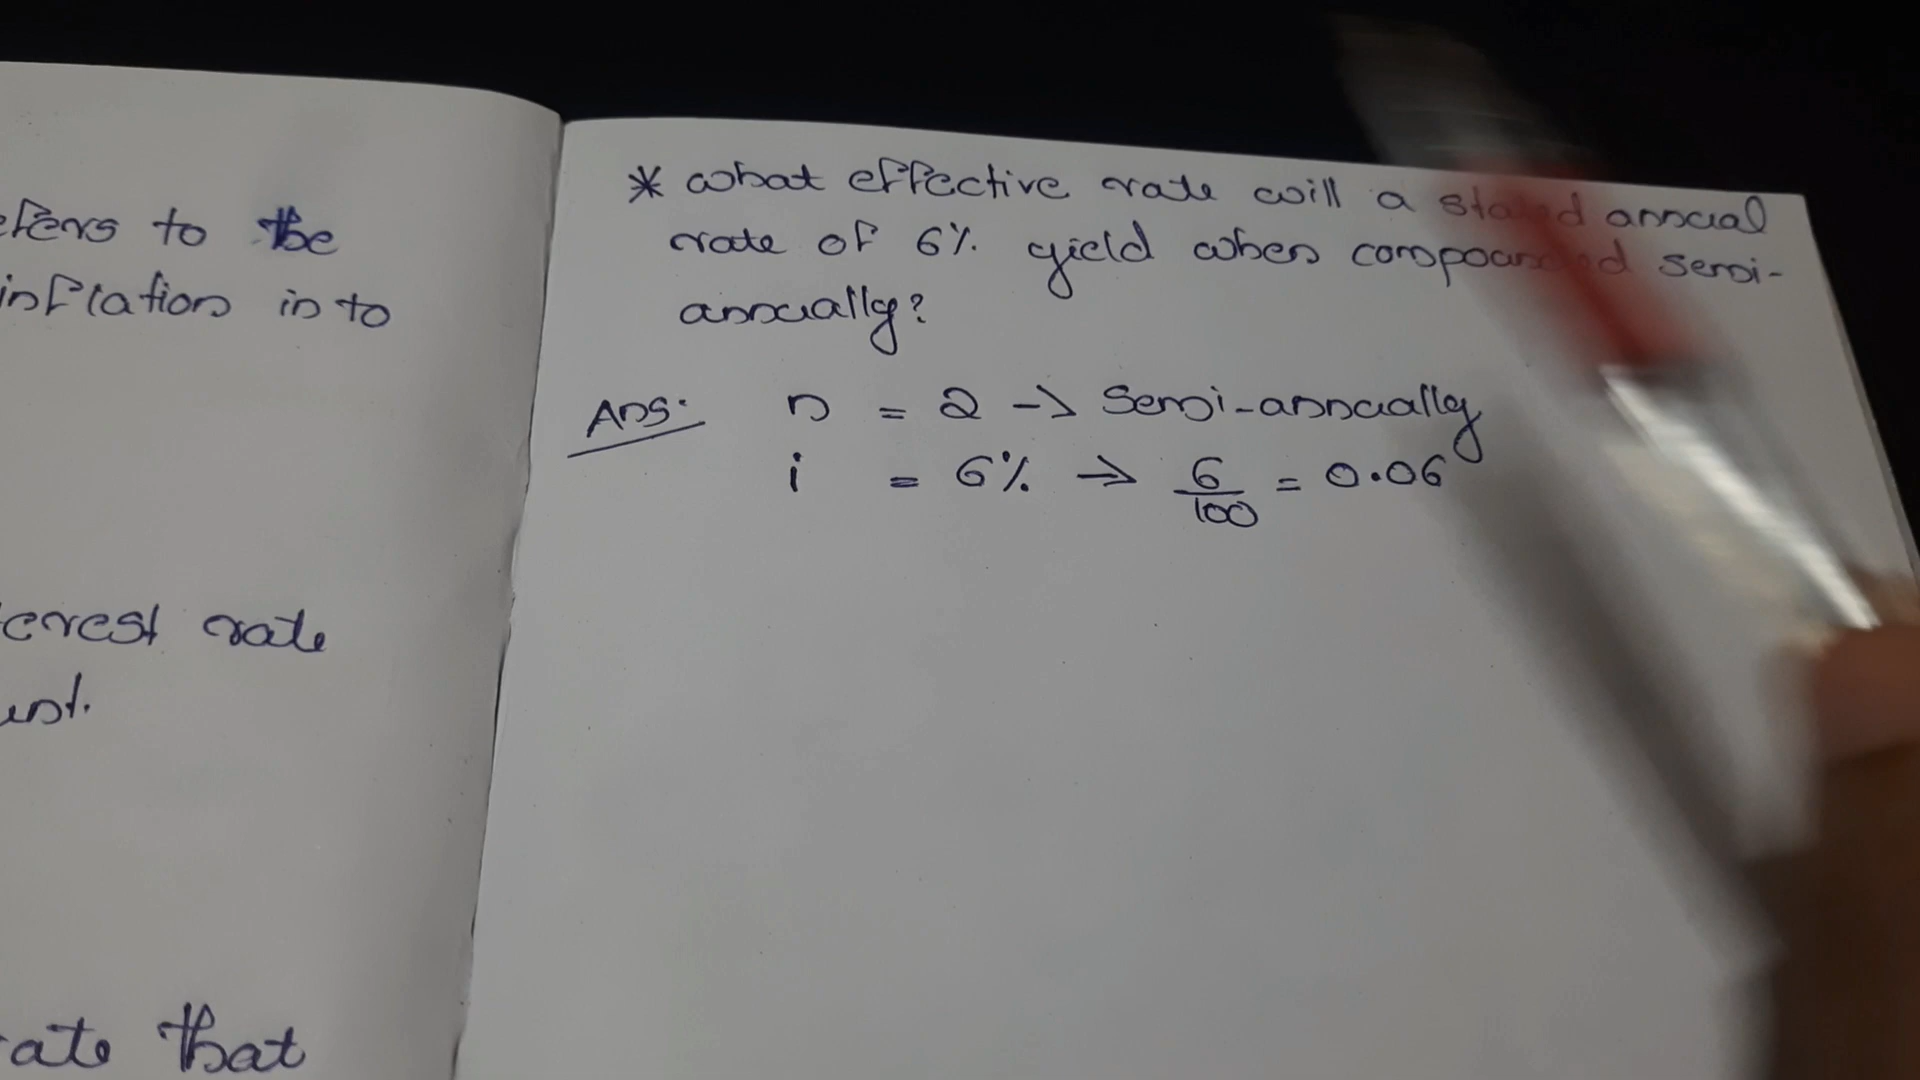 efers to the
inflation in to
erest rate
ate that
* what effective rate will a stated annual
rate of 6% yield when compounded semi-
annually?
Ans: n = 2 -> Semi-annually
i = 6% => 6/100 = 0.06